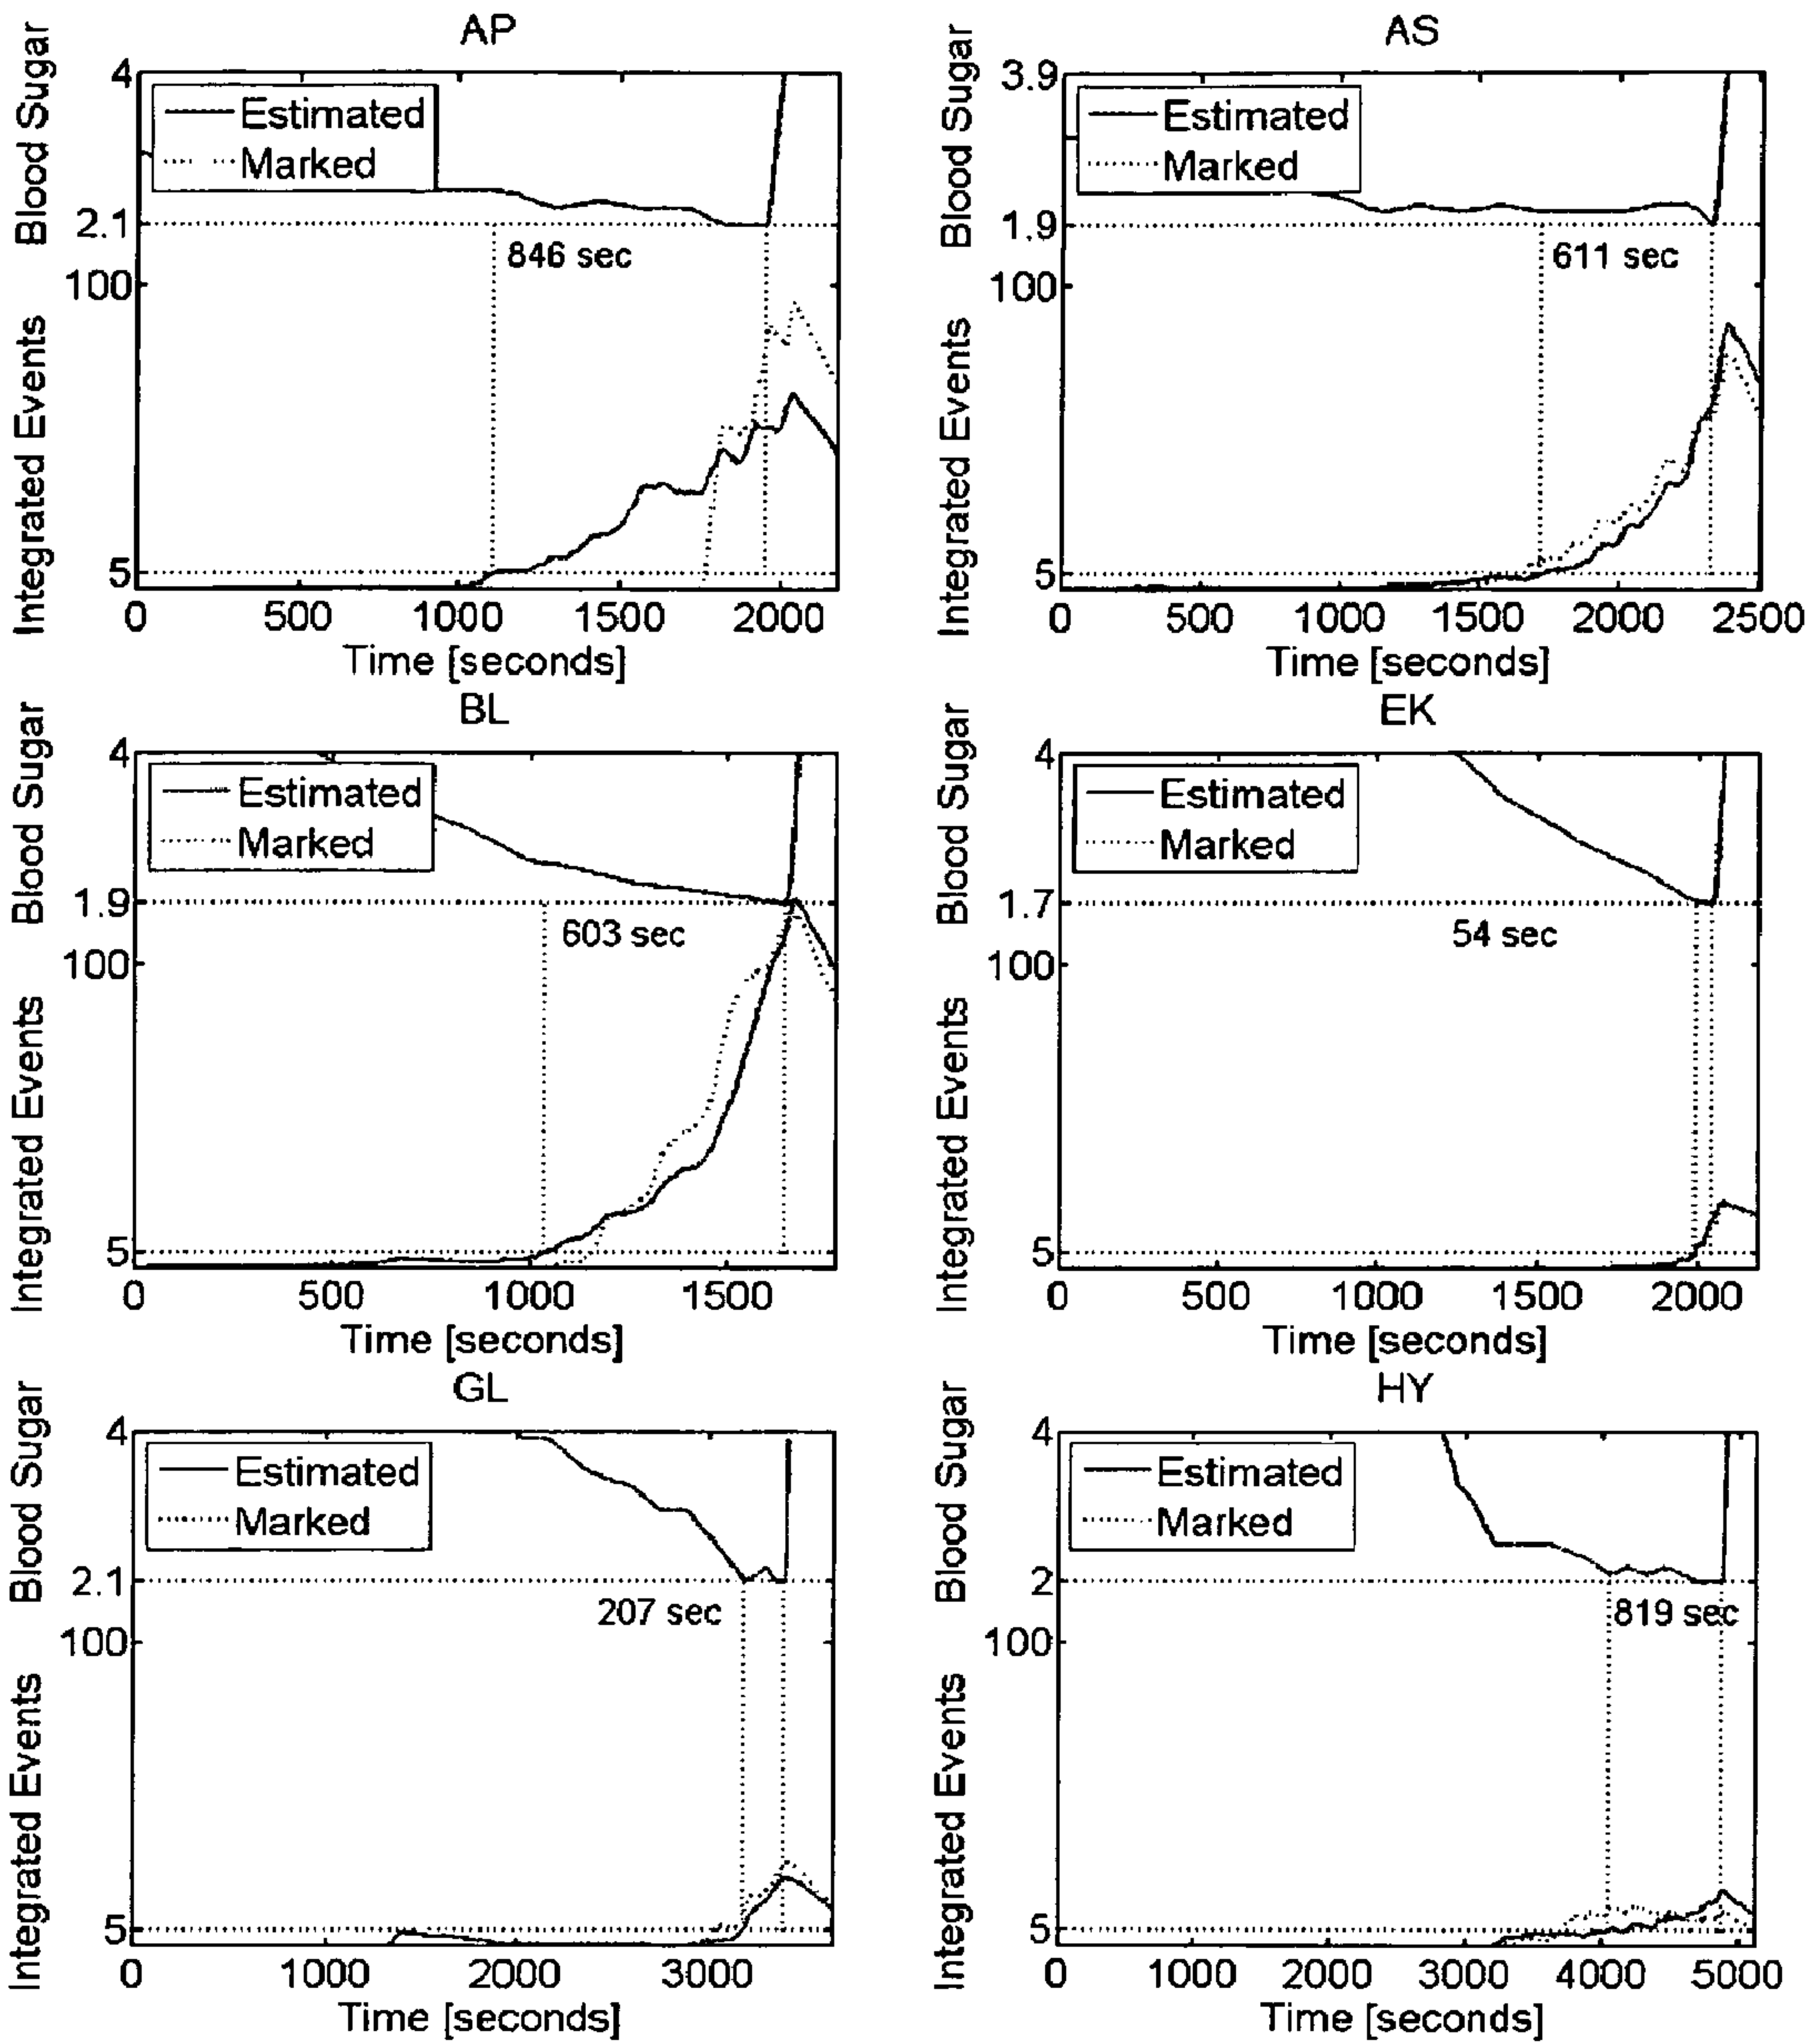 AP
Blood Sugar
4
Estimated
Marked
2.1
846 sec
100
Integrated Events
5
0 500 1000 1500 2000
Time [seconds]
AS
Blood Sugar
3.9
Estimated
Marked
1.9
611 sec
100
Integrated Events
5
0 500 1000 1500 2000 2500
Time [seconds]
BL
Blood Sugar
4
Estimated
Marked
1.9
603 sec
100
Integrated Events
5
0 500 1000 1500
Time [seconds]
EK
Blood Sugar
4
Estimated
Marked
1.7
54 sec
100
Integrated Events
5
0 500 1000 1500 2000
Time [seconds]
GL
Blood Sugar
4
Estimated
Marked
2.1
207 sec
100
Integrated Events
5
0 1000 2000 3000
Time [seconds]
HY
Blood Sugar
4
Estimated
Marked
2
819 sec
100
Integrated Events
5
0 1000 2000 3000 4000 5000
Time [seconds]